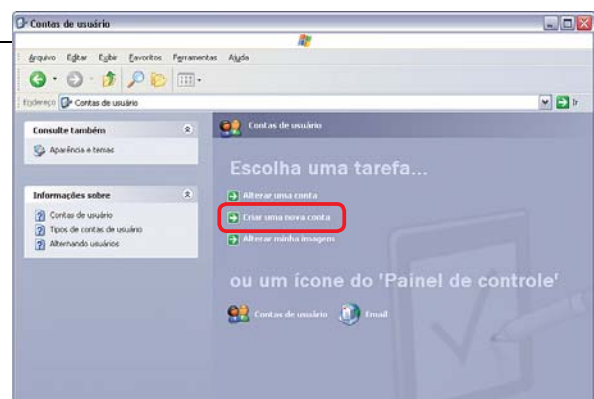 Contas de usuário
Arquivo Editar Exibir Favoritos Ferramentas Ajuda
Endereço Contas de usuário Ir
Consulte também
Aparência e temas
Informações sobre
Contas de usuário
Tipos de contas de usuário
Alternando usuários
Contas de usuário
Escolha uma tarefa...
Alterar uma conta
Criar uma nova conta
Alterar minha imagem
ou um ícone do 'Painel de controle'
Contas de usuário Email